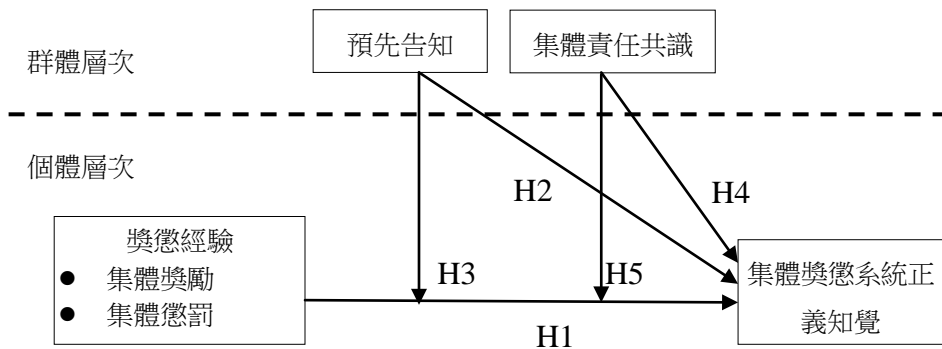 預先告知
集體責任共識
群體層次
個體層次
H2
H4
獎懲經驗
● 集體獎勵
● 集體懲罰
H3
H5
H1
集體獎懲系統正
義知覺